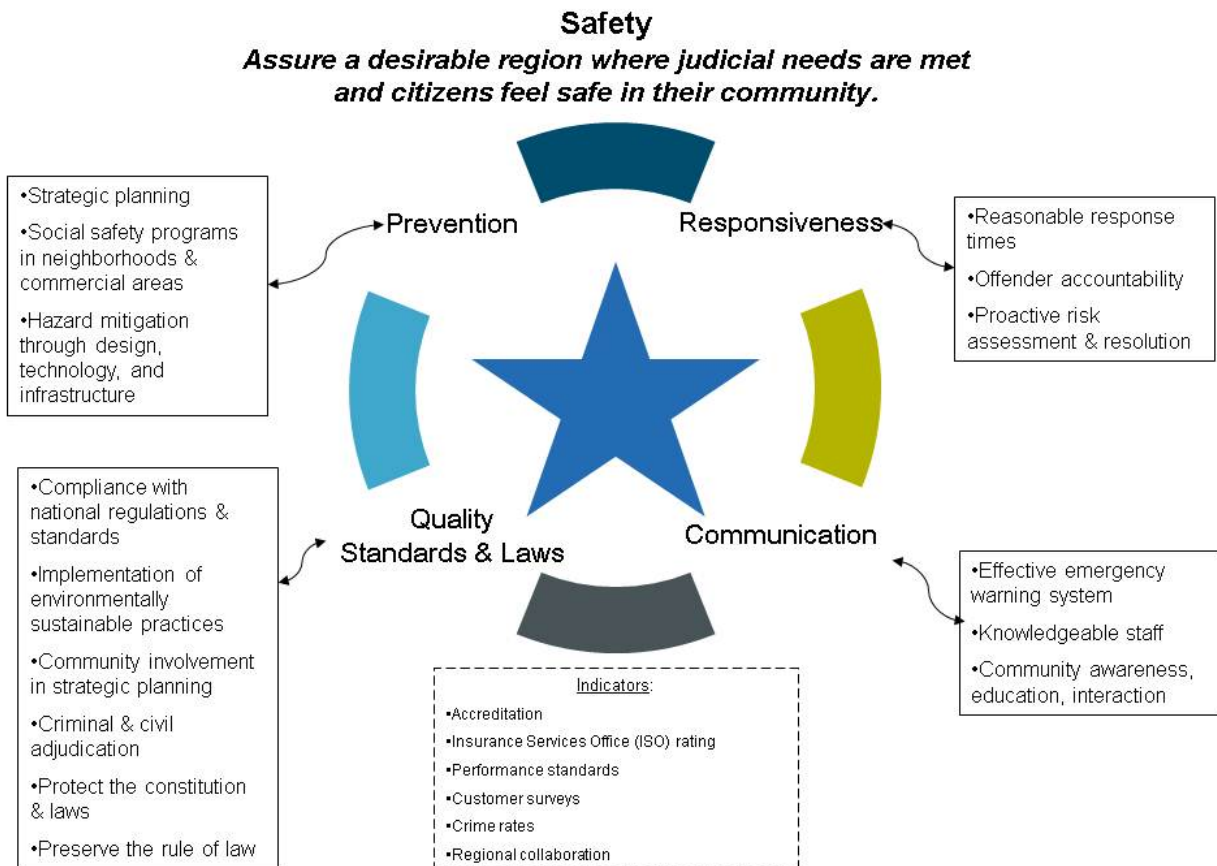 Safety
Assure a desirable region where judicial needs are met
and citizens feel safe in their community.
•Strategic planning
•Social safety programs
in neighborhoods &
commercial areas
•Hazard mitigation
through design,
technology, and
infrastructure
Prevention
Responsiveness
•Reasonable response
times
•Offender accountability
•Proactive risk
assessment & resolution
•Compliance with
national regulations &
standards
•Implementation of
environmentally
sustainable practices
•Community involvement
in strategic planning
•Criminal & civil
adjudication
•Protect the constitution
& laws
•Preserve the rule of law
Quality
Standards & Laws
Communication
•Effective emergency
warning system
•Knowledgeable staff
•Community awareness,
education, interaction
Indicators:
▪Accreditation
▪Insurance Services Office (ISO) rating
▪Performance standards
▪Customer surveys
▪Crime rates
▪Regional collaboration